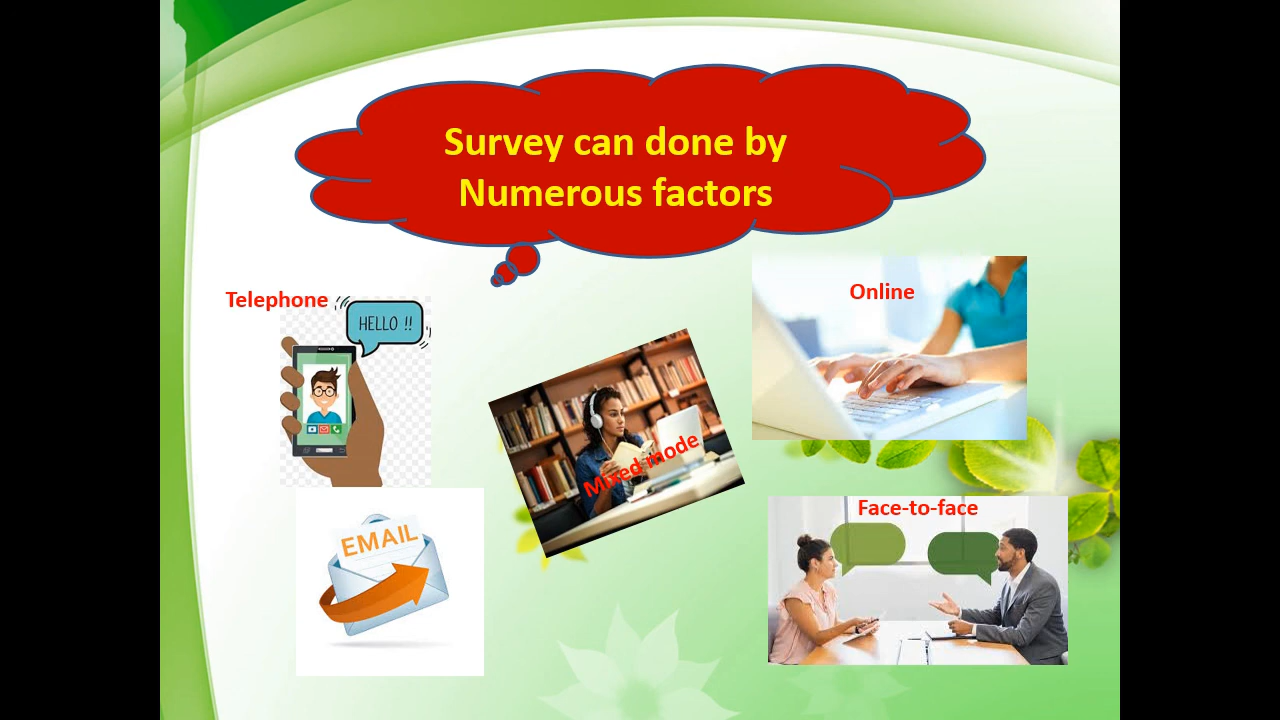 Survey can done by
Numerous factors
Telephone
HELLO !!
Online
Mixed mode
EMAIL
Face-to-face